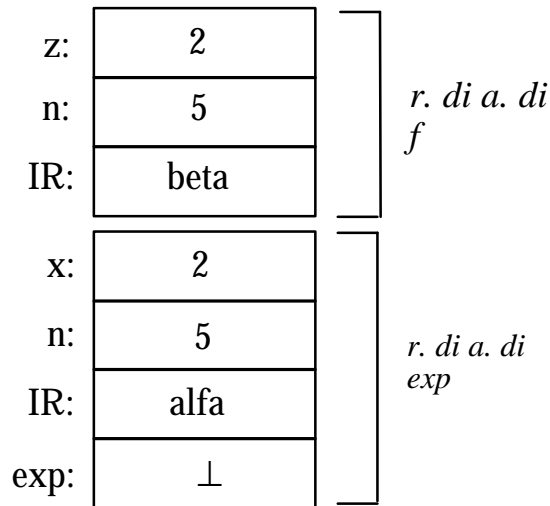 z: 2
n: 5
IR: beta
r. di a. di
f
x: 2
n: 5
IR: alfa
exp: ⊥
r. di a. di
exp